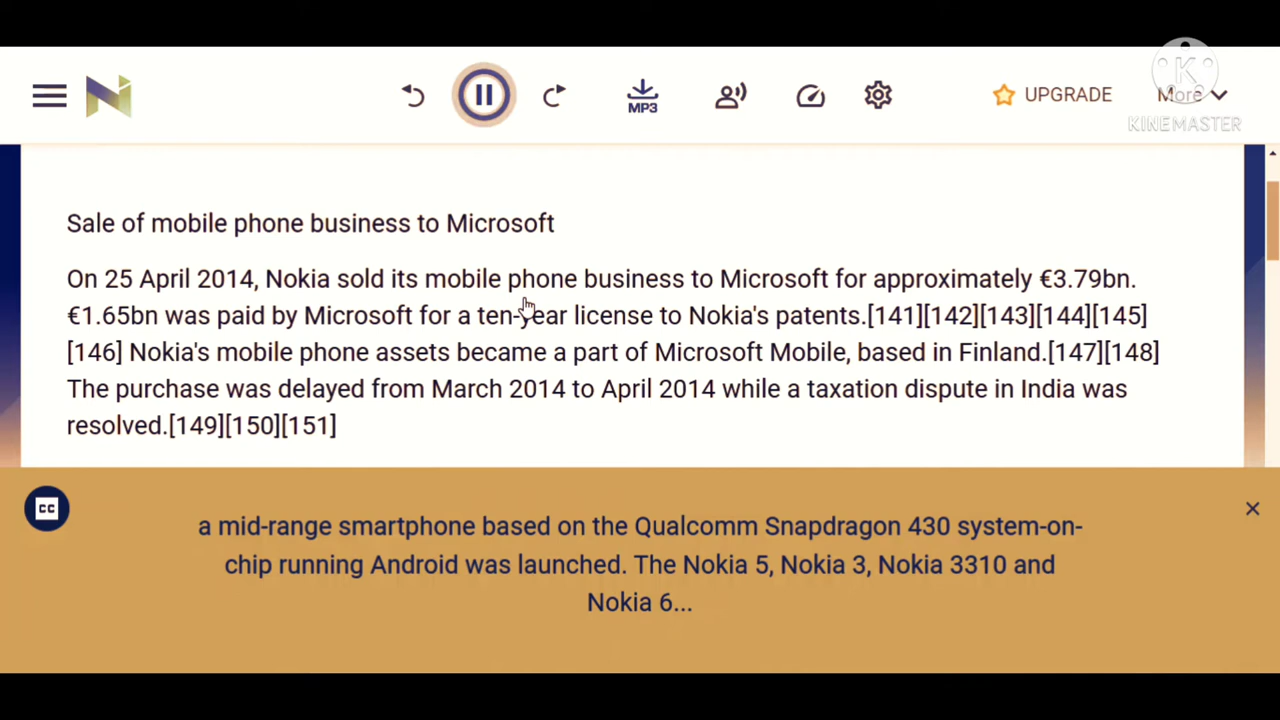 MP3
UPGRADE
More
K
KINEMASTER
Sale of mobile phone business to Microsoft
On 25 April 2014, Nokia sold its mobile phone business to Microsoft for approximately €3.79bn.
€1.65bn was paid by Microsoft for a ten-year license to Nokia's patents.[141][142][143][144][145]
[146] Nokia's mobile phone assets became a part of Microsoft Mobile, based in Finland.[147][148]
The purchase was delayed from March 2014 to April 2014 while a taxation dispute in India was
resolved.[149][150][151]
CC
a mid-range smartphone based on the Qualcomm Snapdragon 430 system-on-
chip running Android was launched. The Nokia 5, Nokia 3, Nokia 3310 and
Nokia 6...